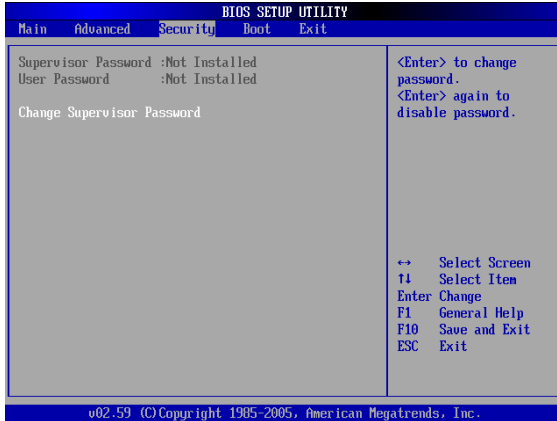 BIOS SETUP UTILITY
Main Advanced Security Boot Exit
Supervisor Password :Not Installed
User Password :Not Installed
Change Supervisor Password
<Enter> to change
password.
<Enter> again to
disable password.
↔ Select Screen
↑↓ Select Item
Enter Change
F1 General Help
F10 Save and Exit
ESC Exit
v02.59 (C)Copyright 1985-2005, American Megatrends, Inc.